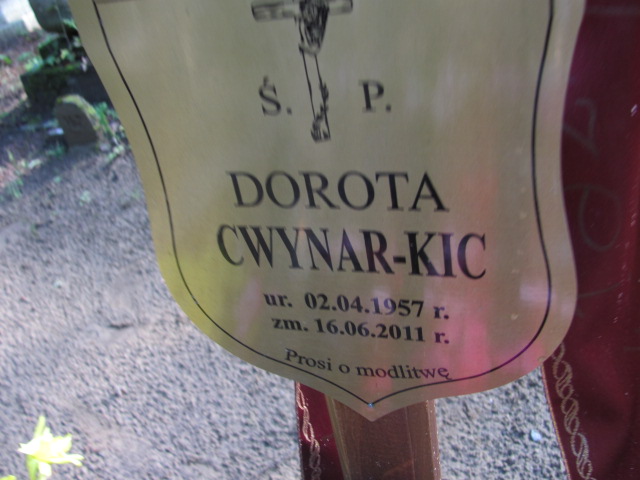 Ś. P.
DOROTA
CWYNAR-KIC
ur. 02.04.1957 r.
zm. 16.06.2011 r.
Prosi o modlitwę